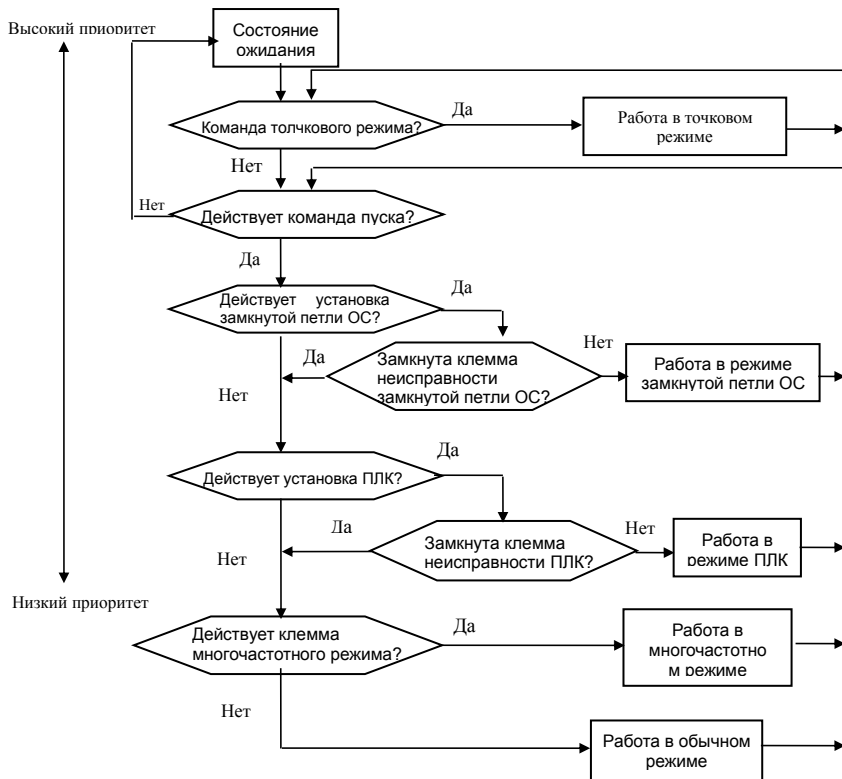 Высокий приоритет
Состояние
ожидания
Команда толчкового режима?
Да
Работа в точковом
режиме
Нет
Нет
Действует команда пуска?
Да
Действует установка
замкнутой петли ОС?
Да
Да
Замкнута клемма
неисправности
замкнутой петли ОС?
Нет
Работа в режиме
замкнутой петли ОС
Нет
Действует установка ПЛК?
Да
Да
Замкнута клемма
неисправности ПЛК?
Нет
Работа в
режиме ПЛК
Нет
Низкий приоритет
Действует клемма
многочастотного режима?
Да
Работа в
многочастотно
м режиме
Нет
Работа в обычном
режиме